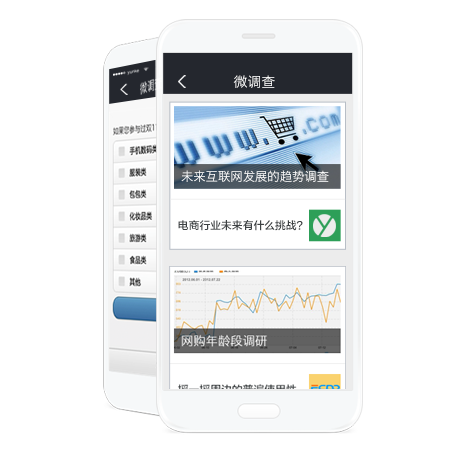 微调查
www.
.com
未来互联网发展的趋势调查
电商行业未来有什么挑战?
网购年龄段调研
如果您参与过双1
手机数码类
服装类
包包类
化妆品类
旅游类
食品类
其他